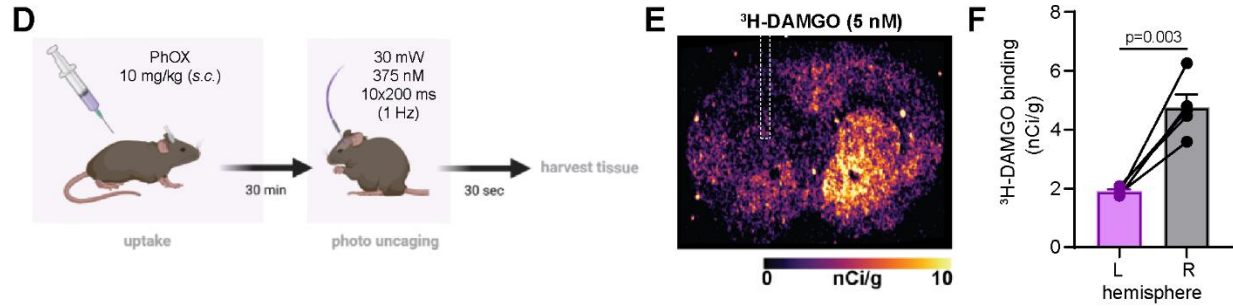 D
PhOX
10 mg/kg (s.c.)
30 min
uptake
30 mW
375 nM
10x200 ms
(1 Hz)
30 sec
photo uncaging
harvest tissue
E
³H-DAMGO (5 nM)
0 nCi/g 10
F
³H-DAMGO binding
(nCi/g)
8
6
4
2
0
p=0.003
L R
hemisphere